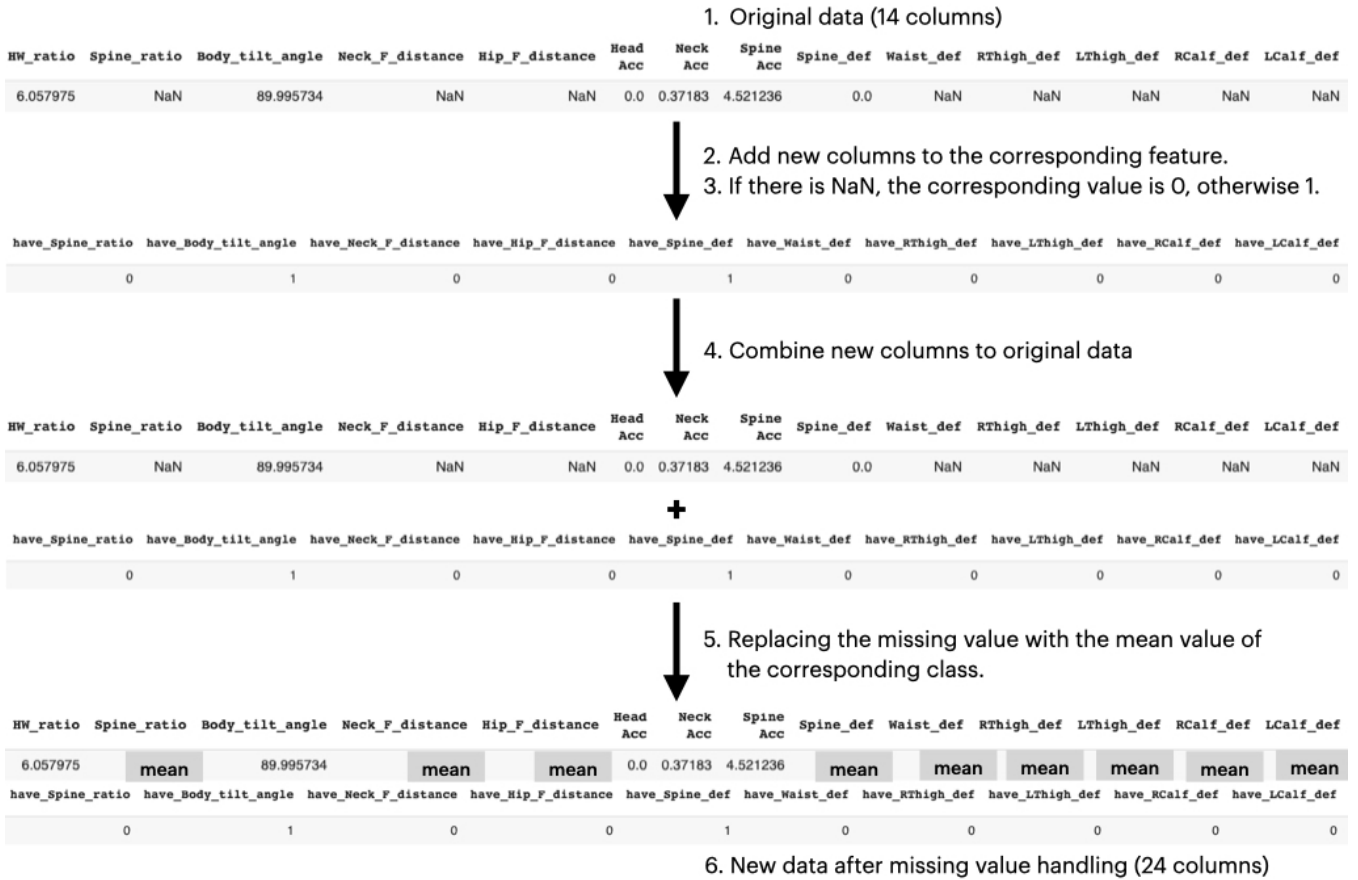 1. Original data (14 columns)
HW_ratio Spine_ratio Body_tilt_angle Neck_F_distance Hip_F_distance Head Acc Neck Acc Spine Acc Spine_def Waist_def RThigh_def LThigh_def RCalf_def LCalf_def
6.057975 NaN 89.995734 NaN NaN 0.0 0.37183 4.521236 0.0 NaN NaN NaN NaN NaN
2. Add new columns to the corresponding feature.
3. If there is NaN, the corresponding value is 0, otherwise 1.
have_Spine_ratio have_Body_tilt_angle have_Neck_F_distance have_Hip_F_distance have_Spine_def have_Waist_def have_RThigh_def have_LThigh_def have_RCalf_def have_LCalf_def
0 1 0 0 1 0 0 0 0 0
4. Combine new columns to original data
HW_ratio Spine_ratio Body_tilt_angle Neck_F_distance Hip_F_distance Head Acc Neck Acc Spine Acc Spine_def Waist_def RThigh_def LThigh_def RCalf_def LCalf_def
6.057975 NaN 89.995734 NaN NaN 0.0 0.37183 4.521236 0.0 NaN NaN NaN NaN NaN
+
have_Spine_ratio have_Body_tilt_angle have_Neck_F_distance have_Hip_F_distance have_Spine_def have_Waist_def have_RThigh_def have_LThigh_def have_RCalf_def have_LCalf_def
0 1 0 0 1 0 0 0 0 0
5. Replacing the missing value with the mean value of
the corresponding class.
HW_ratio Spine_ratio Body_tilt_angle Neck_F_distance Hip_F_distance Head Acc Neck Acc Spine Acc Spine_def Waist_def RThigh_def LThigh_def RCalf_def LCalf_def
6.057975 mean 89.995734 mean mean 0.0 0.37183 4.521236 mean mean mean mean mean mean
have_Spine_ratio have_Body_tilt_angle have_Neck_F_distance have_Hip_F_distance have_Spine_def have_Waist_def have_RThigh_def have_LThigh_def have_RCalf_def have_LCalf_def
0 1 0 0 1 0 0 0 0 0
6. New data after missing value handling (24 columns)